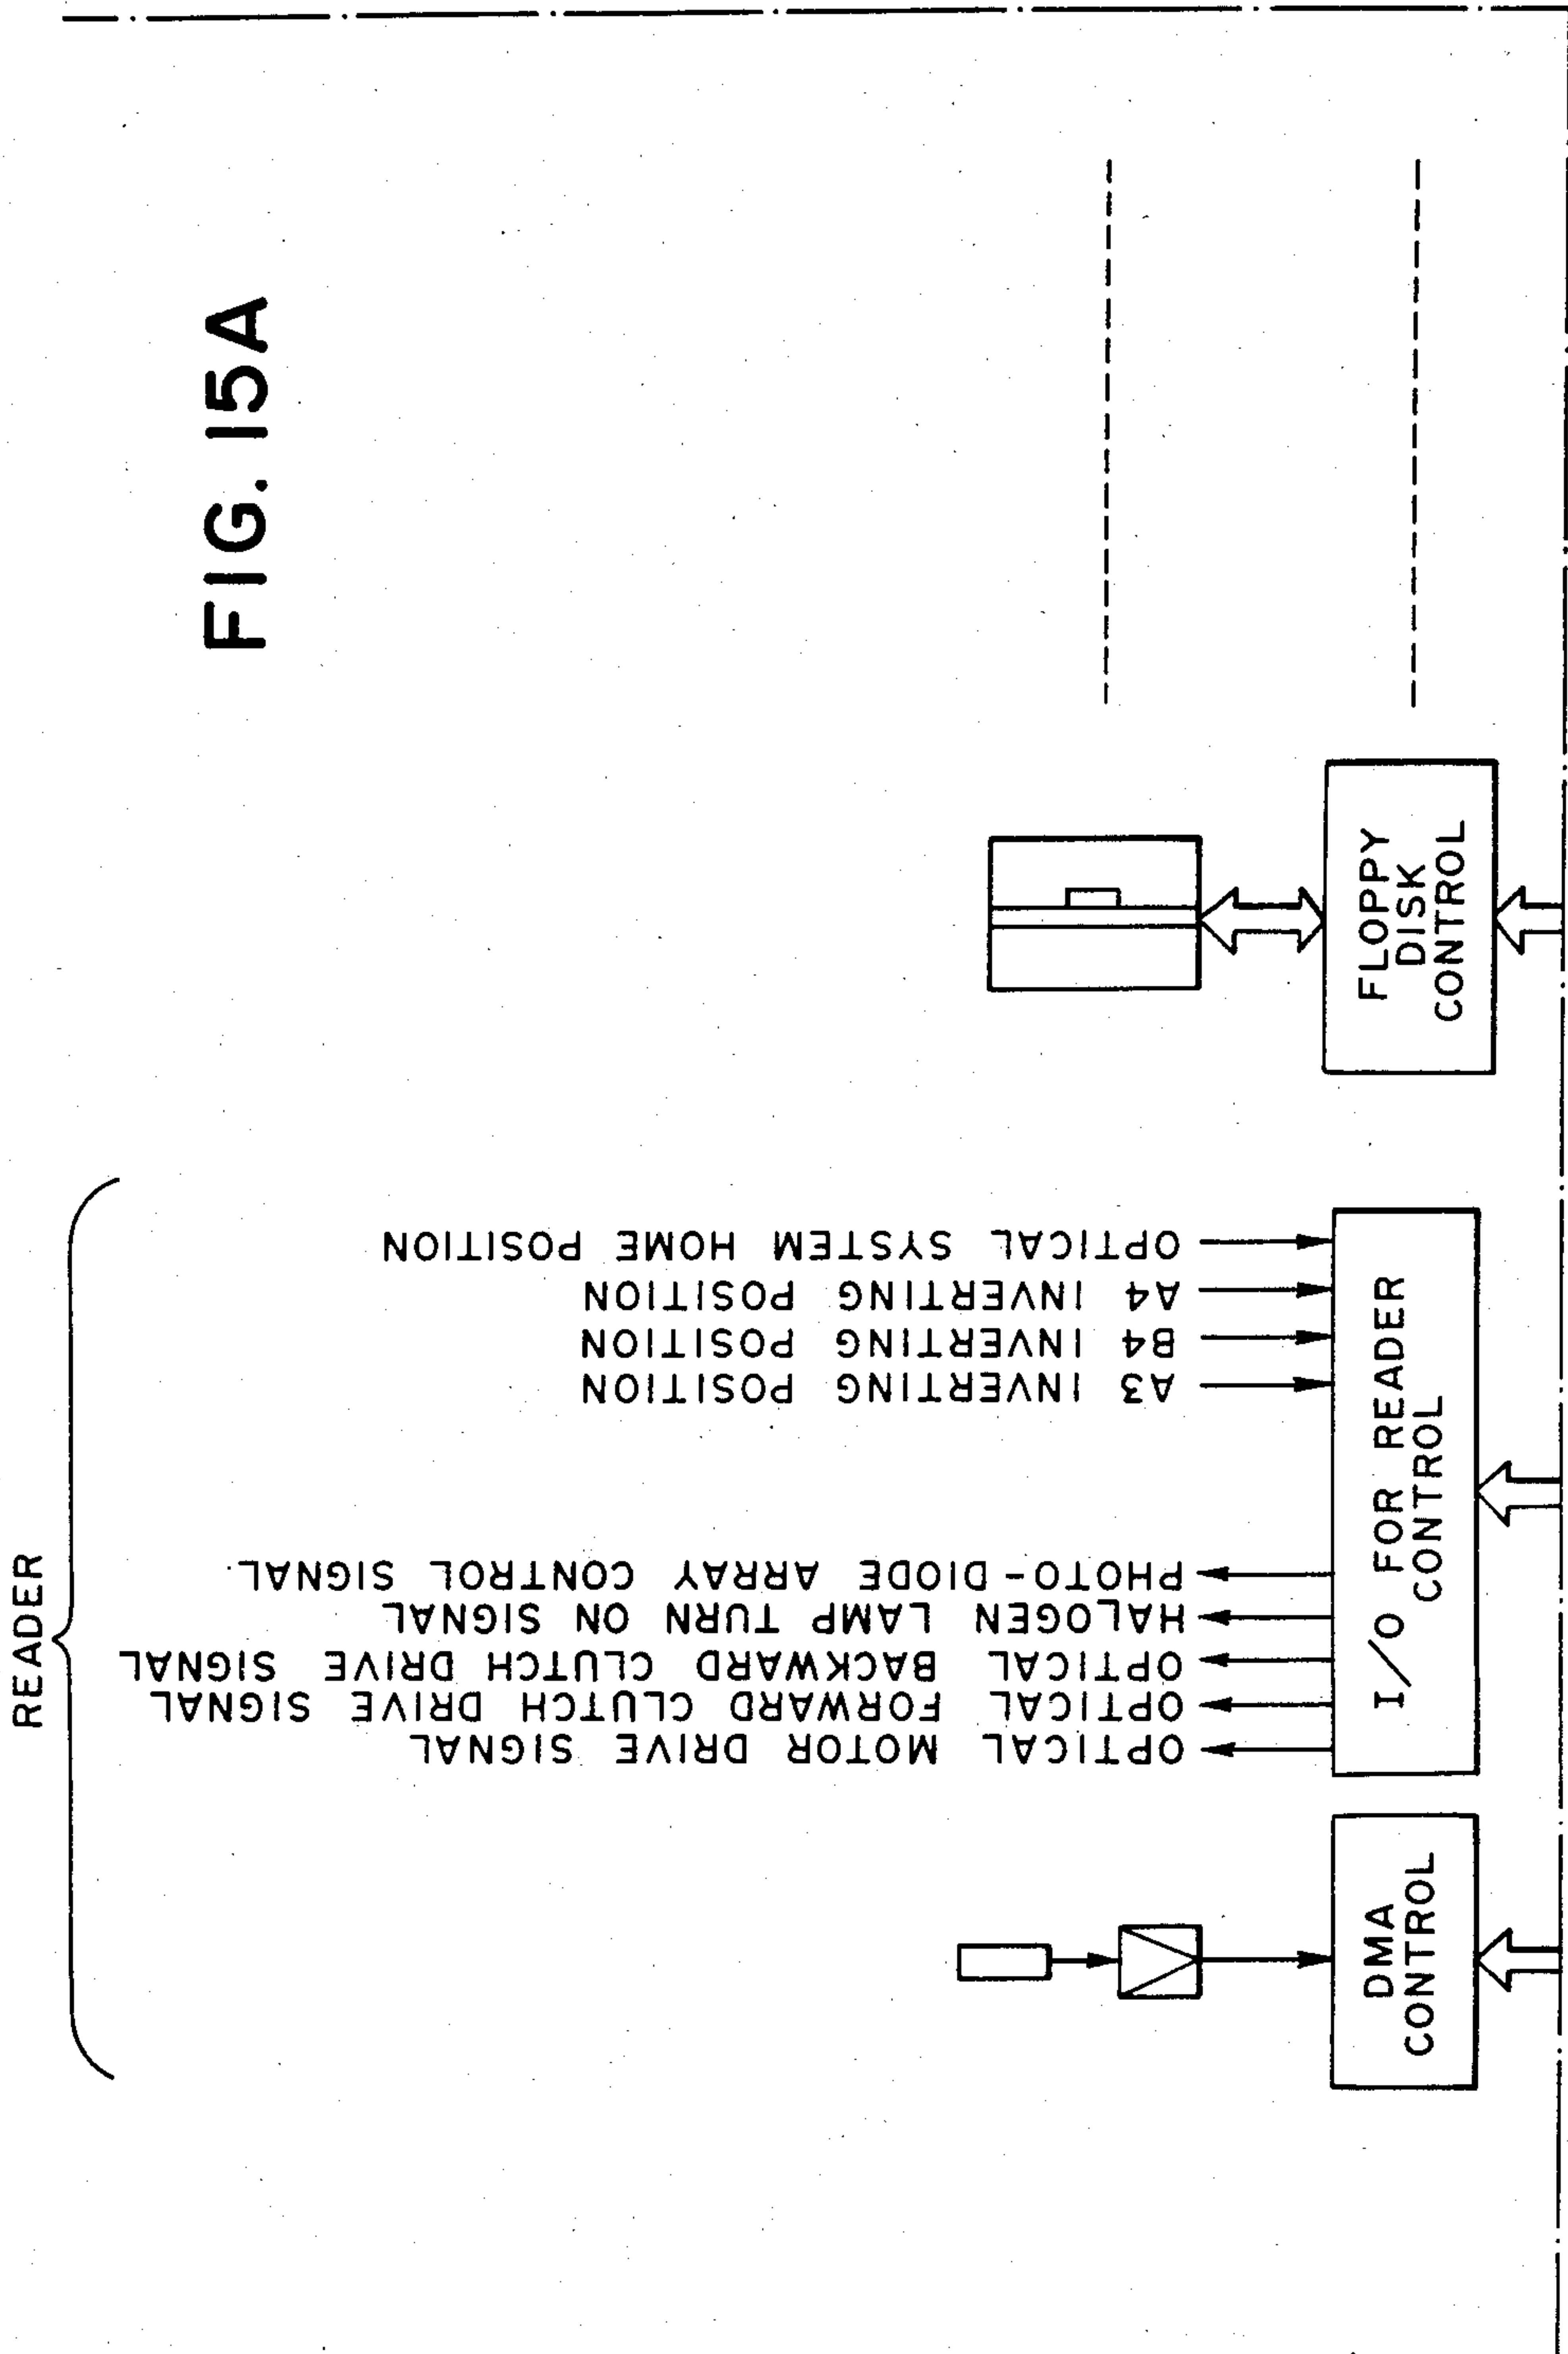 FIG. 15A
READER
OPTICAL MOTOR DRIVE SIGNAL
OPTICAL FORWARD CLUTCH DRIVE SIGNAL
OPTICAL BACKWARD CLUTCH DRIVE SIGNAL
HALOGEN LAMP TURN ON SIGNAL
PHOTO-DIODE ARRAY CONTROL SIGNAL
A3 INVERTING POSITION
B4 INVERTING POSITION
A4 INVERTING POSITION
OPTICAL SYSTEM HOME POSITION
DMA
CONTROL
I/O FOR READER
CONTROL
FLOPPY
DISK
CONTROL